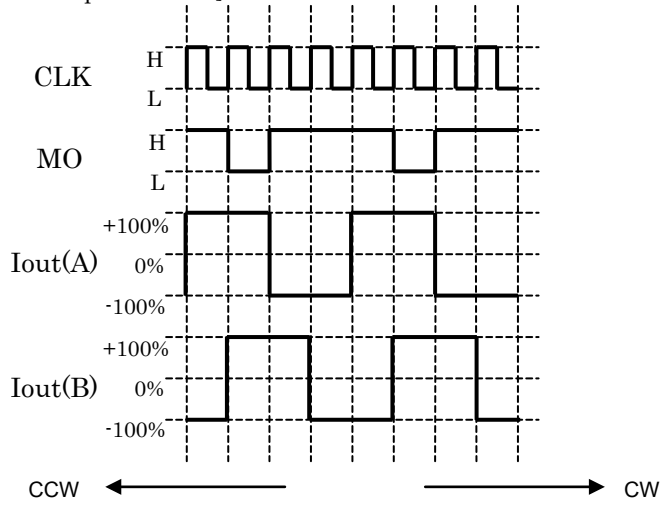 H
CLK
L
H
MO
L
+100%
Iout(A)
0%
-100%
+100%
Iout(B)
0%
-100%
CCW
CW